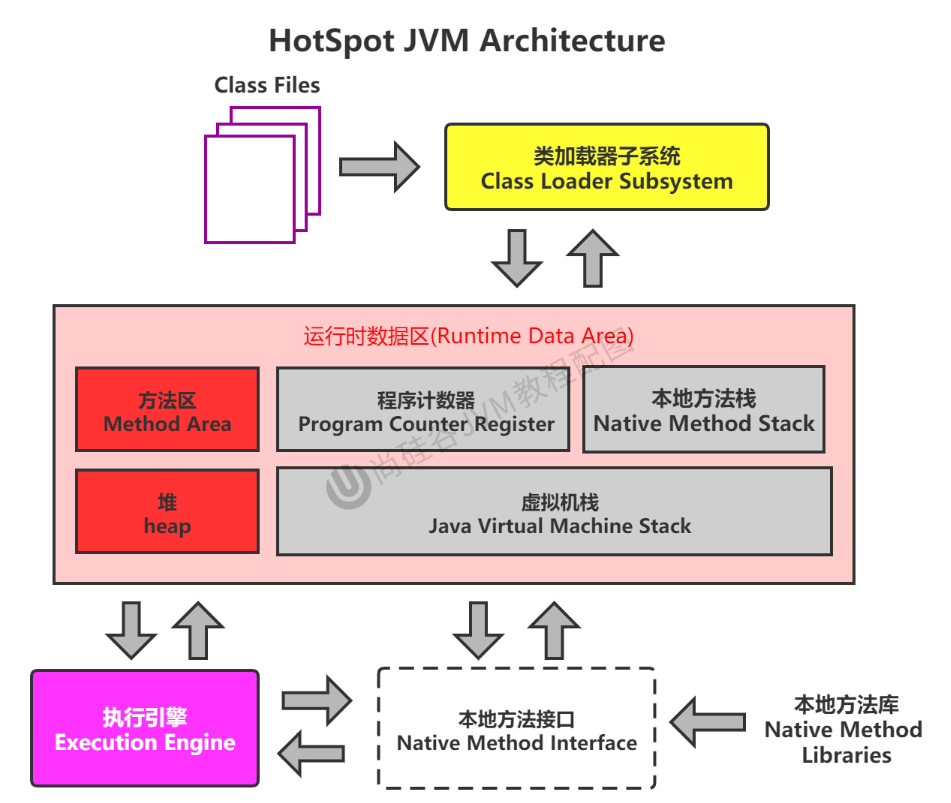 HotSpot JVM Architecture
Class Files
类加载器子系统
Class Loader Subsystem
运行时数据区(Runtime Data Area)
方法区
Method Area
程序计数器
Program Counter Register
本地方法栈
Native Method Stack
堆
heap
虚拟机栈
Java Virtual Machine Stack
尚硅谷JVM教程配图
执行引擎
Execution Engine
本地方法接口
Native Method Interface
本地方法库
Native Method
Libraries